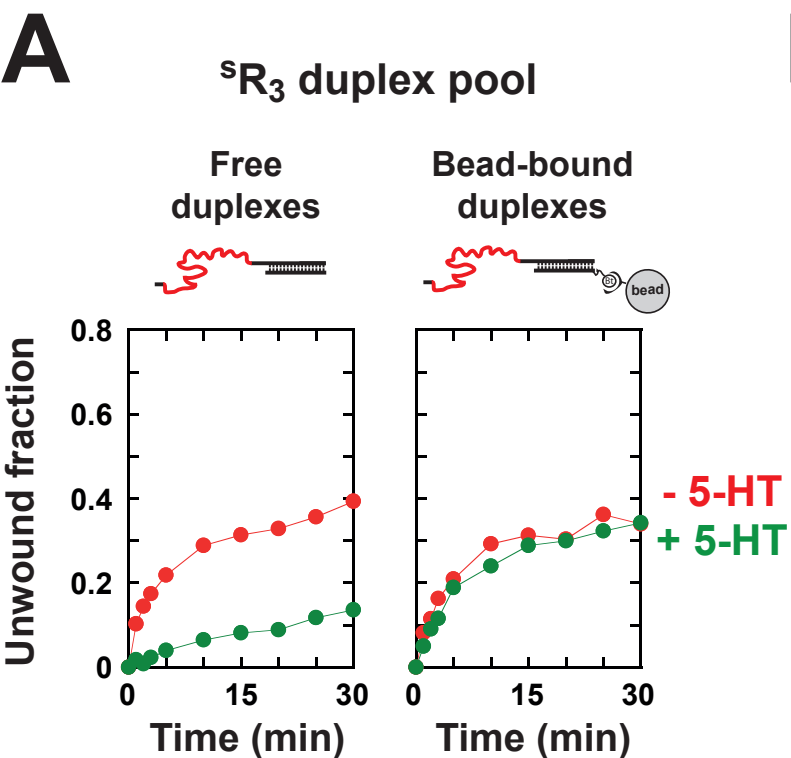 A
sR3 duplex pool
Free
duplexes
Bead-bound
duplexes
Bt
bead
Unwound fraction
0.8
0.6
0.4
0.2
0
0 15 30
Time (min)
0 15 30
Time (min)
- 5-HT
+ 5-HT